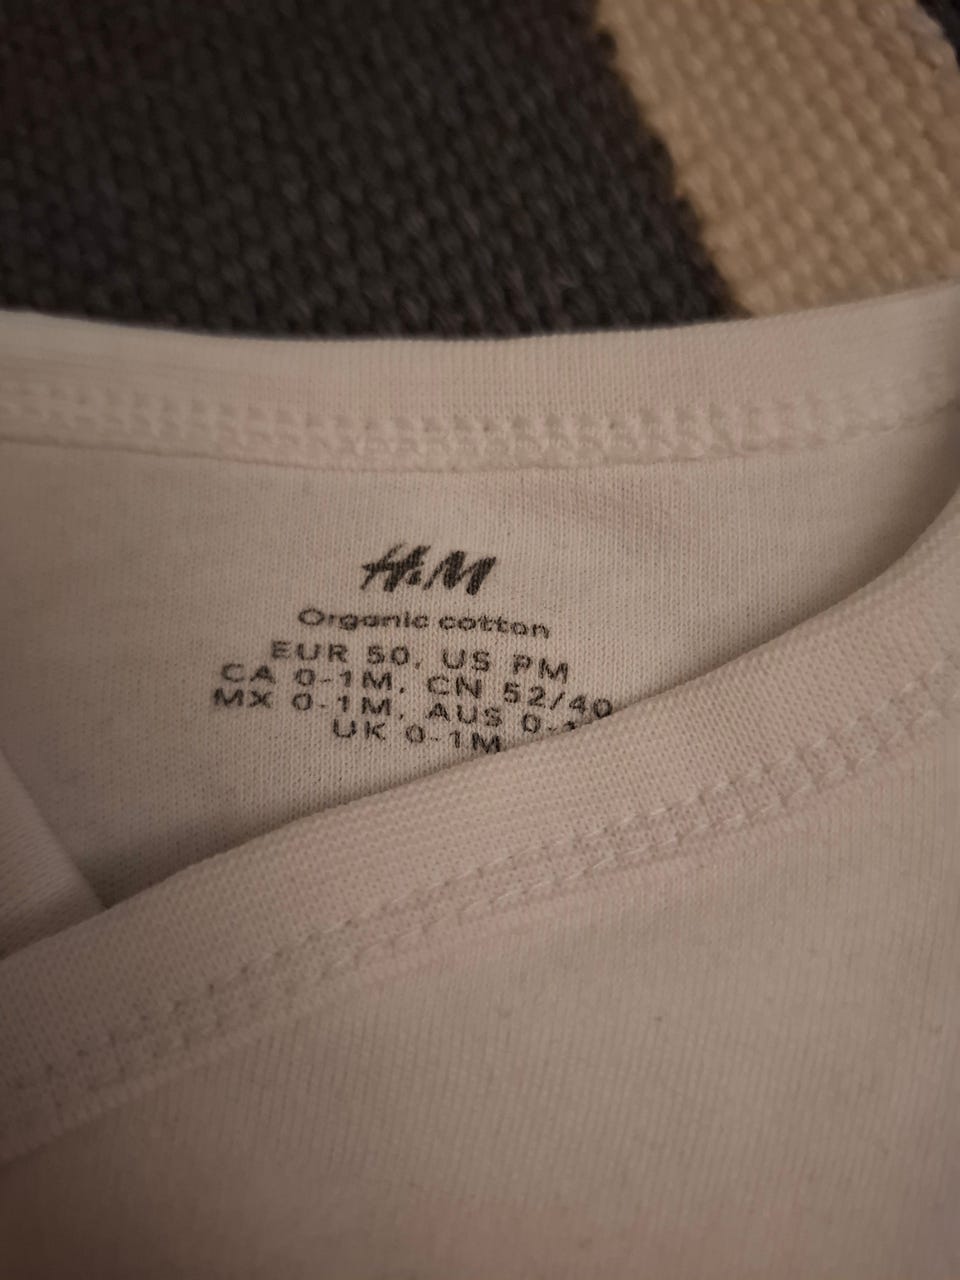 H&M
Organic cotton
EUR 50, US PM
CA 0-1M, CN 52/40
MX 0-1M, AUS
UK 0-1M